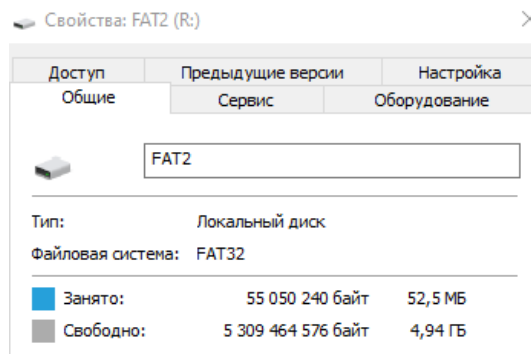 Свойства: FAT2 (R:)
Доступ Предыдущие версии Настройка
Общие Сервис Оборудование
FAT2
Тип: Локальный диск
Файловая система: FAT32
Занято: 55 050 240 байт 52,5 МБ
Свободно: 5 309 464 576 байт 4,94 ГБ